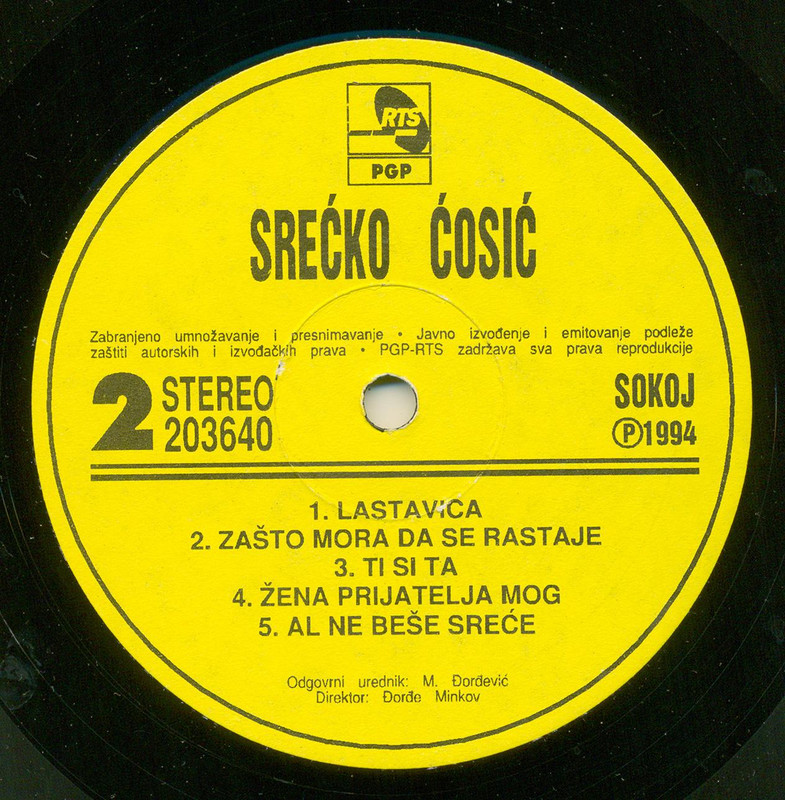 RTS
PGP
SREĆKO ĆOSIĆ
Zabranjeno umnožavanje i presnimavanje • Javno izvođenje i emitovanje podleže
zaštiti autorskih i izvođačkih prava • PGP-RTS zadržava sva prava reprodukcije
2 STEREO
203640
SOKOJ
Ⓟ1994
1. LASTAVICA
2. ZAŠTO MORA DA SE RASTAJE
3. TI SI TA
4. ŽENA PRIJATELJA MOG
5. AL NE BEŠE SREĆE
Odgovrni urednik: M. Đorđević
Direktor: Đorđe Minkov